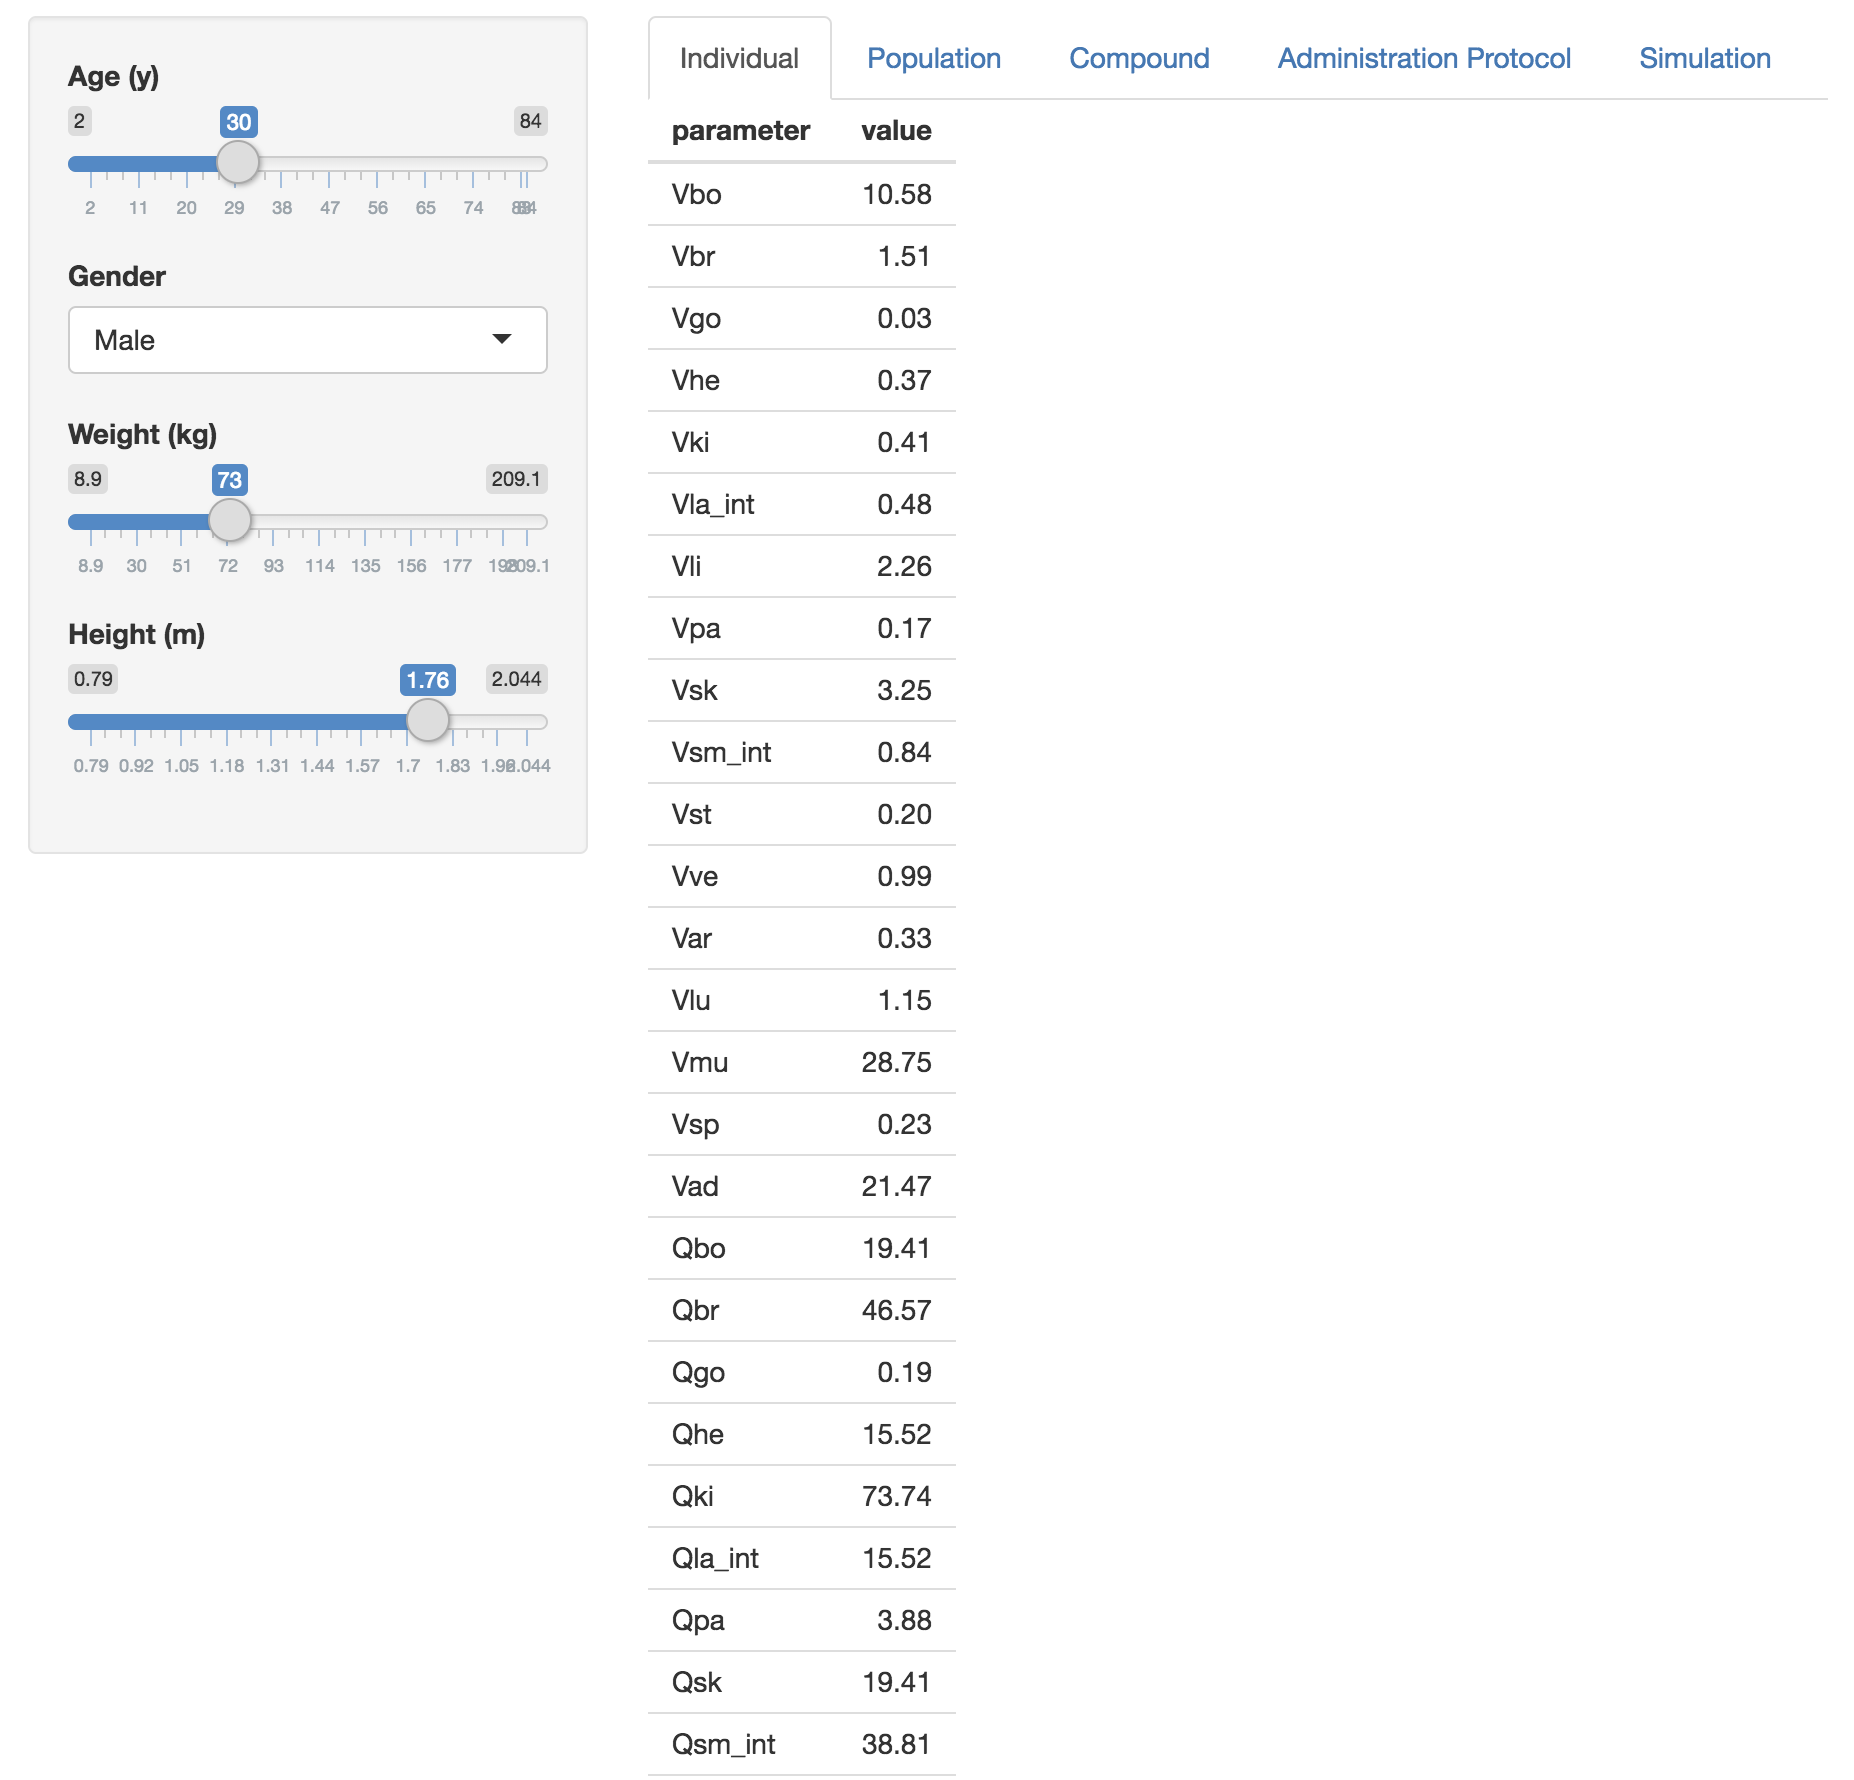 Age (y)
2 30 84
2 11 20 29 38 47 56 65 74 84
Gender
Male
Weight (kg)
8.9 73 209.1
8.9 30 51 72 93 114 135 156 177 209.1
Height (m)
0.79 1.76 2.044
0.79 0.92 1.05 1.18 1.31 1.44 1.57 1.7 1.83 2.044
Individual Population Compound Administration Protocol Simulation
parameter value
Vbo 10.58
Vbr 1.51
Vgo 0.03
Vhe 0.37
Vki 0.41
Vla_int 0.48
Vli 2.26
Vpa 0.17
Vsk 3.25
Vsm_int 0.84
Vst 0.20
Vve 0.99
Var 0.33
Vlu 1.15
Vmu 28.75
Vsp 0.23
Vad 21.47
Qbo 19.41
Qbr 46.57
Qgo 0.19
Qhe 15.52
Qki 73.74
Qla_int 15.52
Qpa 3.88
Qsk 19.41
Qsm_int 38.81